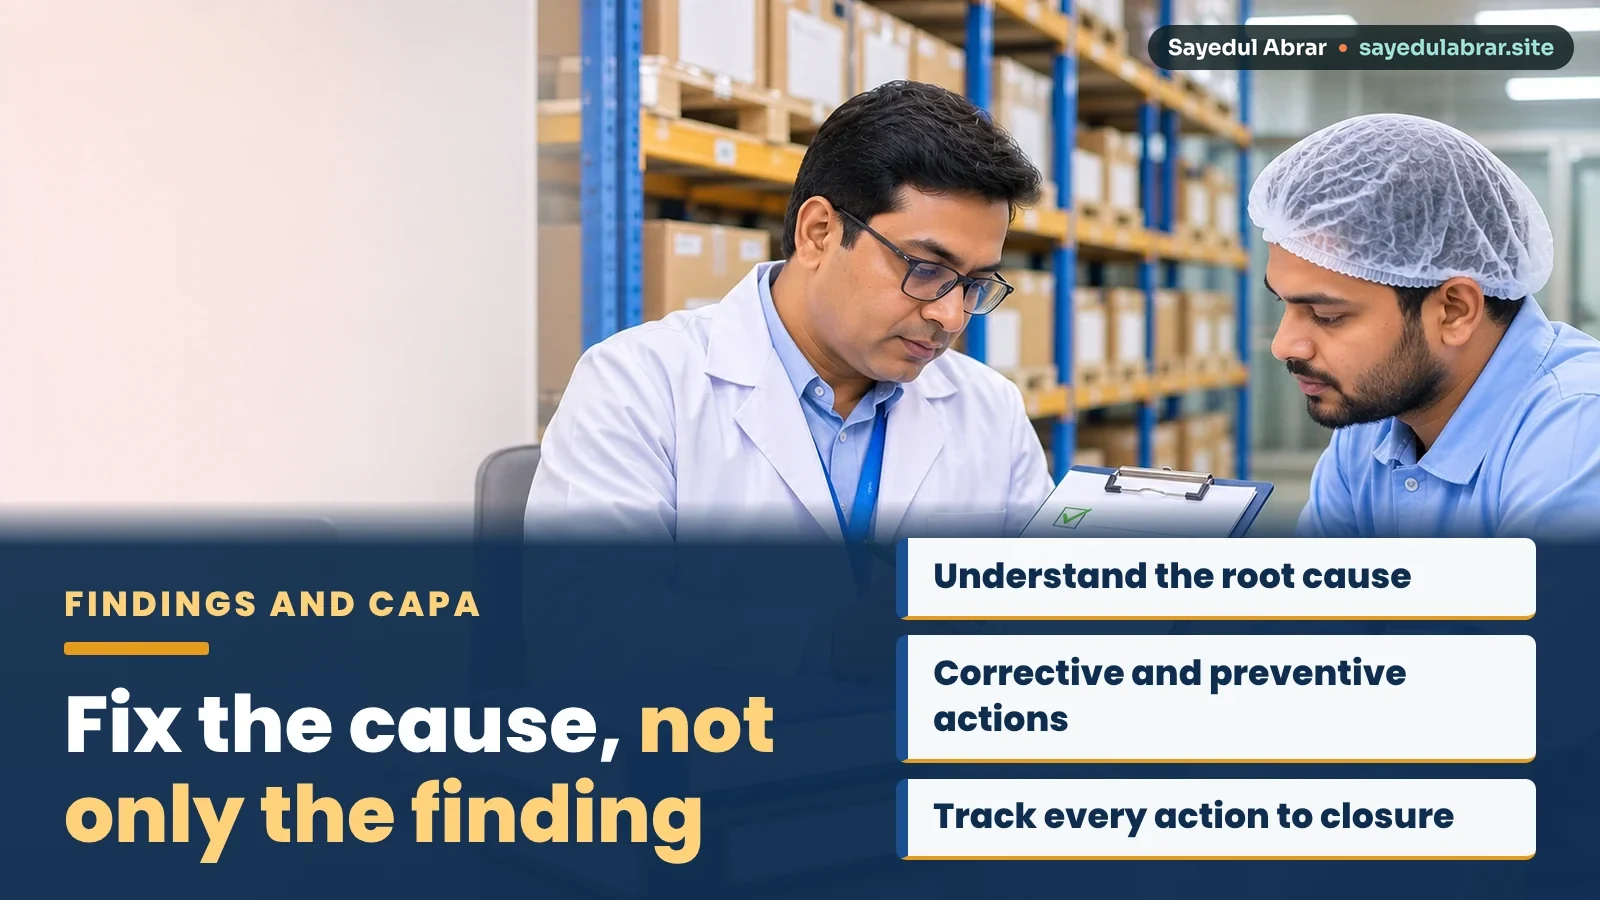 Sayedul Abrar • sayedulabrar.site
FINDINGS AND CAPA
Fix the cause, not
only the finding
Understand the root cause
Corrective and preventive
actions
Track every action to closure